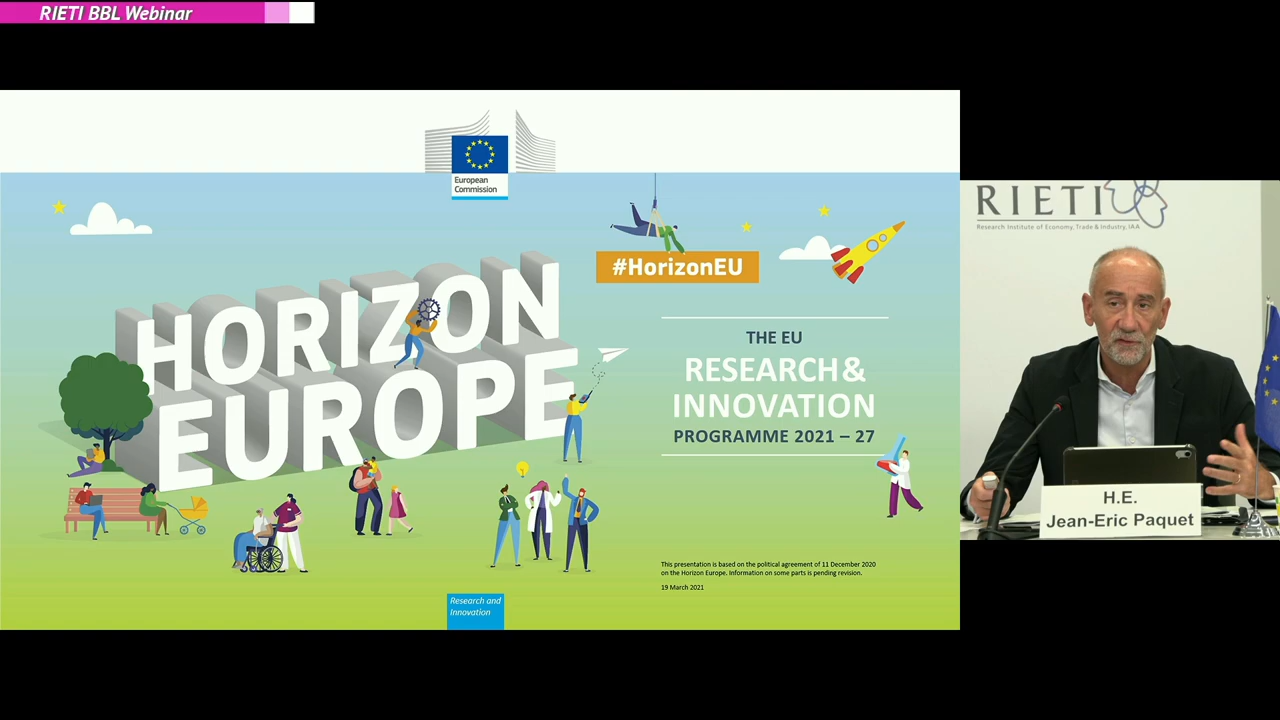 RIETI BBL Webinar
European
Commission
#HorizonEU
HORIZON
EUROPE
THE EU
RESEARCH&
INNOVATION
PROGRAMME 2021 – 27
This presentation is based on the political agreement of 11 December 2020
on the Horizon Europe. Information on some parts is pending revision.
19 March 2021
Research and
Innovation
RIETI
Research Institute of Economy, Trade & Industry, IAA
H.E.
Jean-Eric Paquet